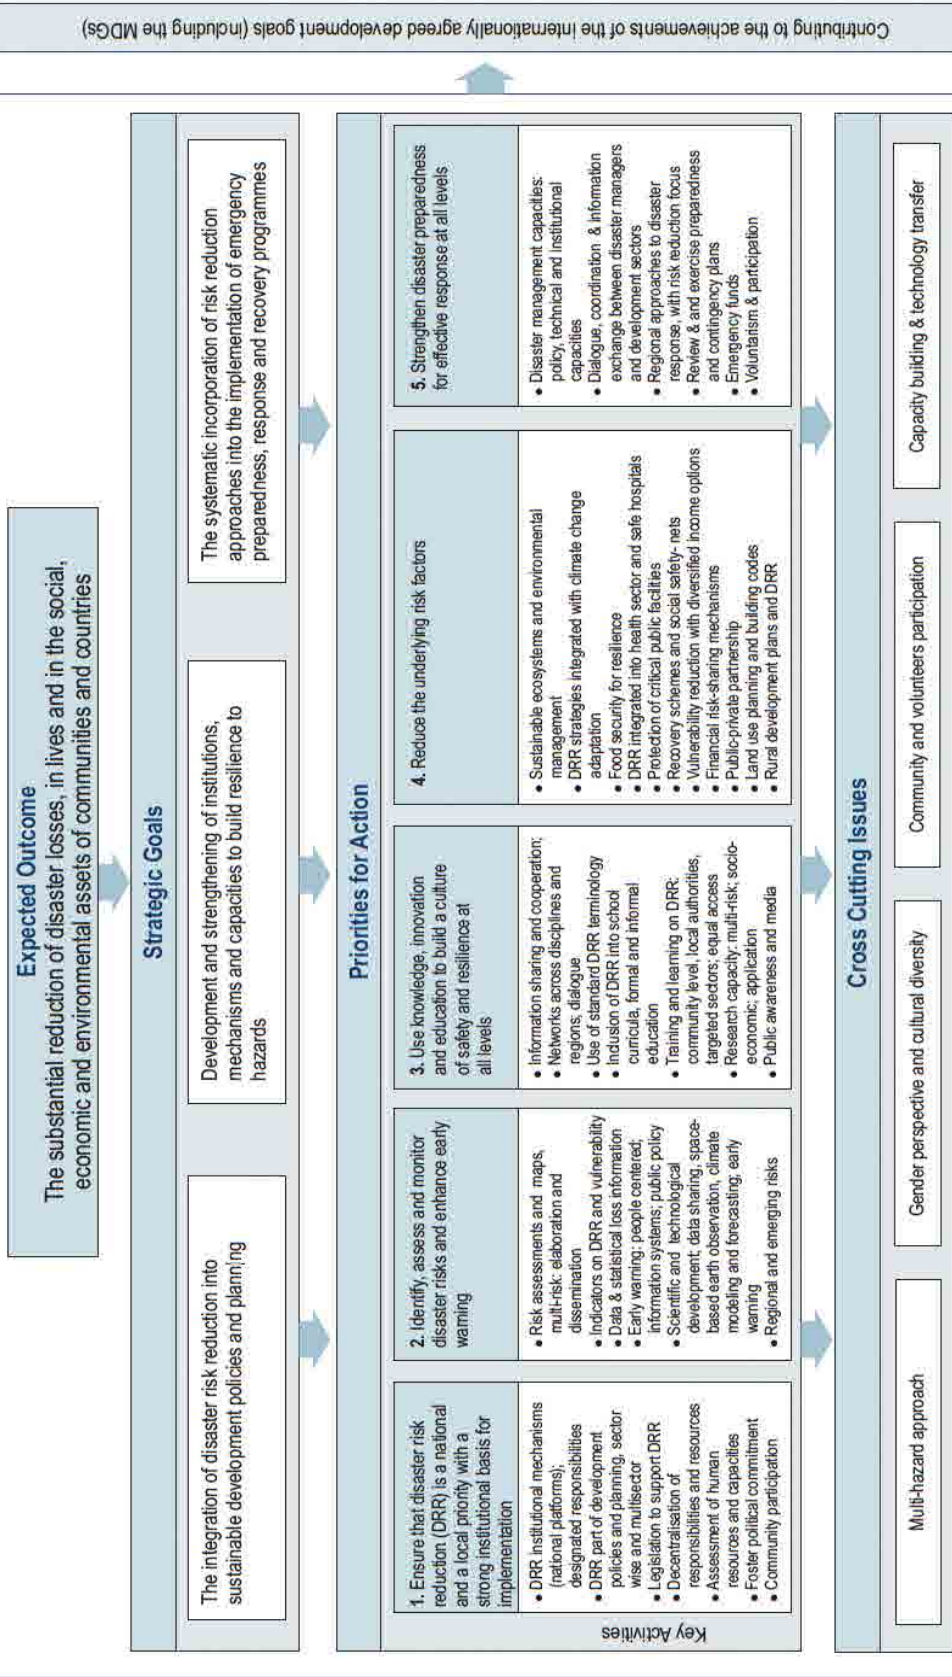 Expected Outcome
The substantial reduction of disaster losses, in lives and in the social,
economic and environmental assets of communities and countries
Strategic Goals
The integration of disaster risk reduction into
sustainable development policies and planning
Development and strengthening of institutions,
mechanisms and capacities to build resilience to
hazards
The systematic incorporation of risk reduction
approaches into the implementation of emergency
preparedness, response and recovery programmes
Priorities for Action
1. Ensure that disaster risk
reduction (DRR) is a national
and a local priority with a
strong institutional basis for
implementation
2. Identify, assess and monitor
disaster risks and enhance early
warning
3. Use knowledge, innovation
and education to build a culture
of safety and resilience at
all levels
4. Reduce the underlying risk factors
5. Strengthen disaster preparedness
for effective response at all levels
Key Activities
• DRR institutional mechanisms
(national platforms);
designated responsibilities
• DRR part of development
policies and planning, sector
wise and multisector
• Legislation to support DRR
• Decentralisation of
responsibilities and resources
• Assessment of human
resources and capacities
• Foster political commitment
• Community participation
• Risk assessments and maps,
multi-risk: elaboration and
dissemination
• Indicators on DRR and vulnerability
• Data & statistical loss information
• Early warning: people centered;
information systems; public policy
• Scientific and technological
development; data sharing, space-
based earth observation, climate
modeling and forecasting; early
warning
• Regional and emerging risks
• Information sharing and cooperation;
• Networks across disciplines and
regions; dialogue
• Use of standard DRR terminology
• Inclusion of DRR into school
curricula, formal and informal
education
• Training and learning on DRR:
community level, local authorities,
targeted sectors; equal access
• Research capacity: multi-risk; socio-
economic; application
• Public awareness and media
• Sustainable ecosystems and environmental
management
• DRR strategies integrated with climate change
adaptation
• Food security for resilience
• DRR integrated into health sector and safe hospitals
• Protection of critical public facilities
• Recovery schemes and social safety- nets
• Vulnerability reduction with diversified income options
• Financial risk-sharing mechanisms
• Public-private partnership
• Land use planning and building codes
• Rural development plans and DRR
• Disaster management capacities:
policy, technical and institutional
capacities
• Dialogue, coordination & information
exchange between disaster managers
and development sectors
• Regional approaches to disaster
response, with risk reduction focus
• Review & and exercise preparedness
and contingency plans
• Emergency funds
• Voluntarism & participation
Cross Cutting Issues
Multi-hazard approach
Gender perspective and cultural diversity
Community and volunteers participation
Capacity building & technology transfer
Contributing to the achievements of the internationally agreed development goals (including the MDGs)